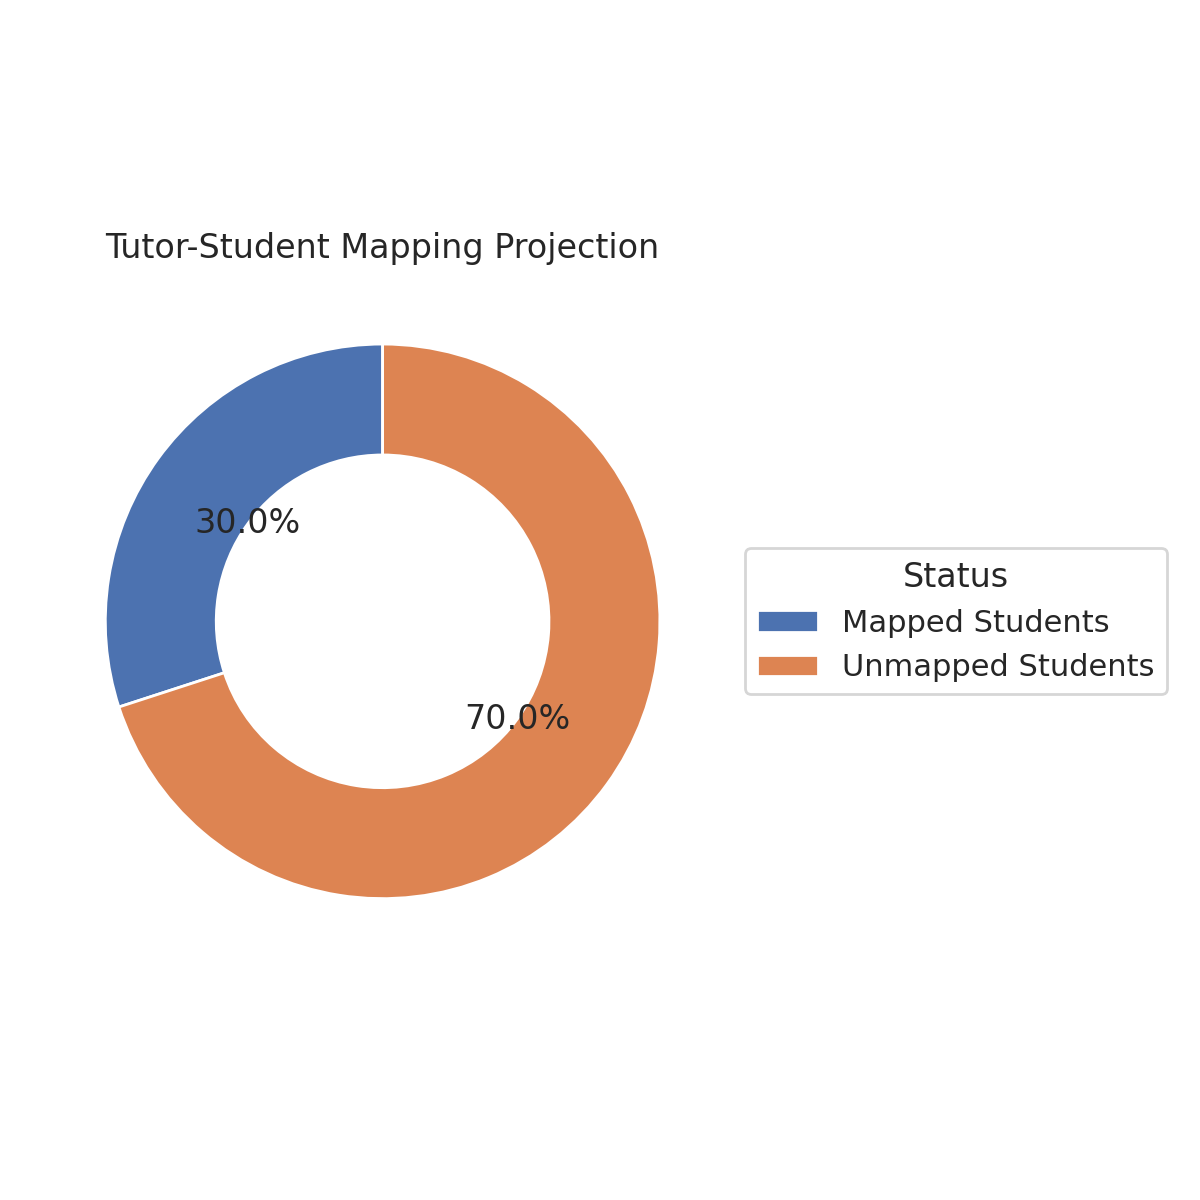 Tutor-Student Mapping Projection
30.0%
Status
Mapped Students
Unmapped Students
70.0%